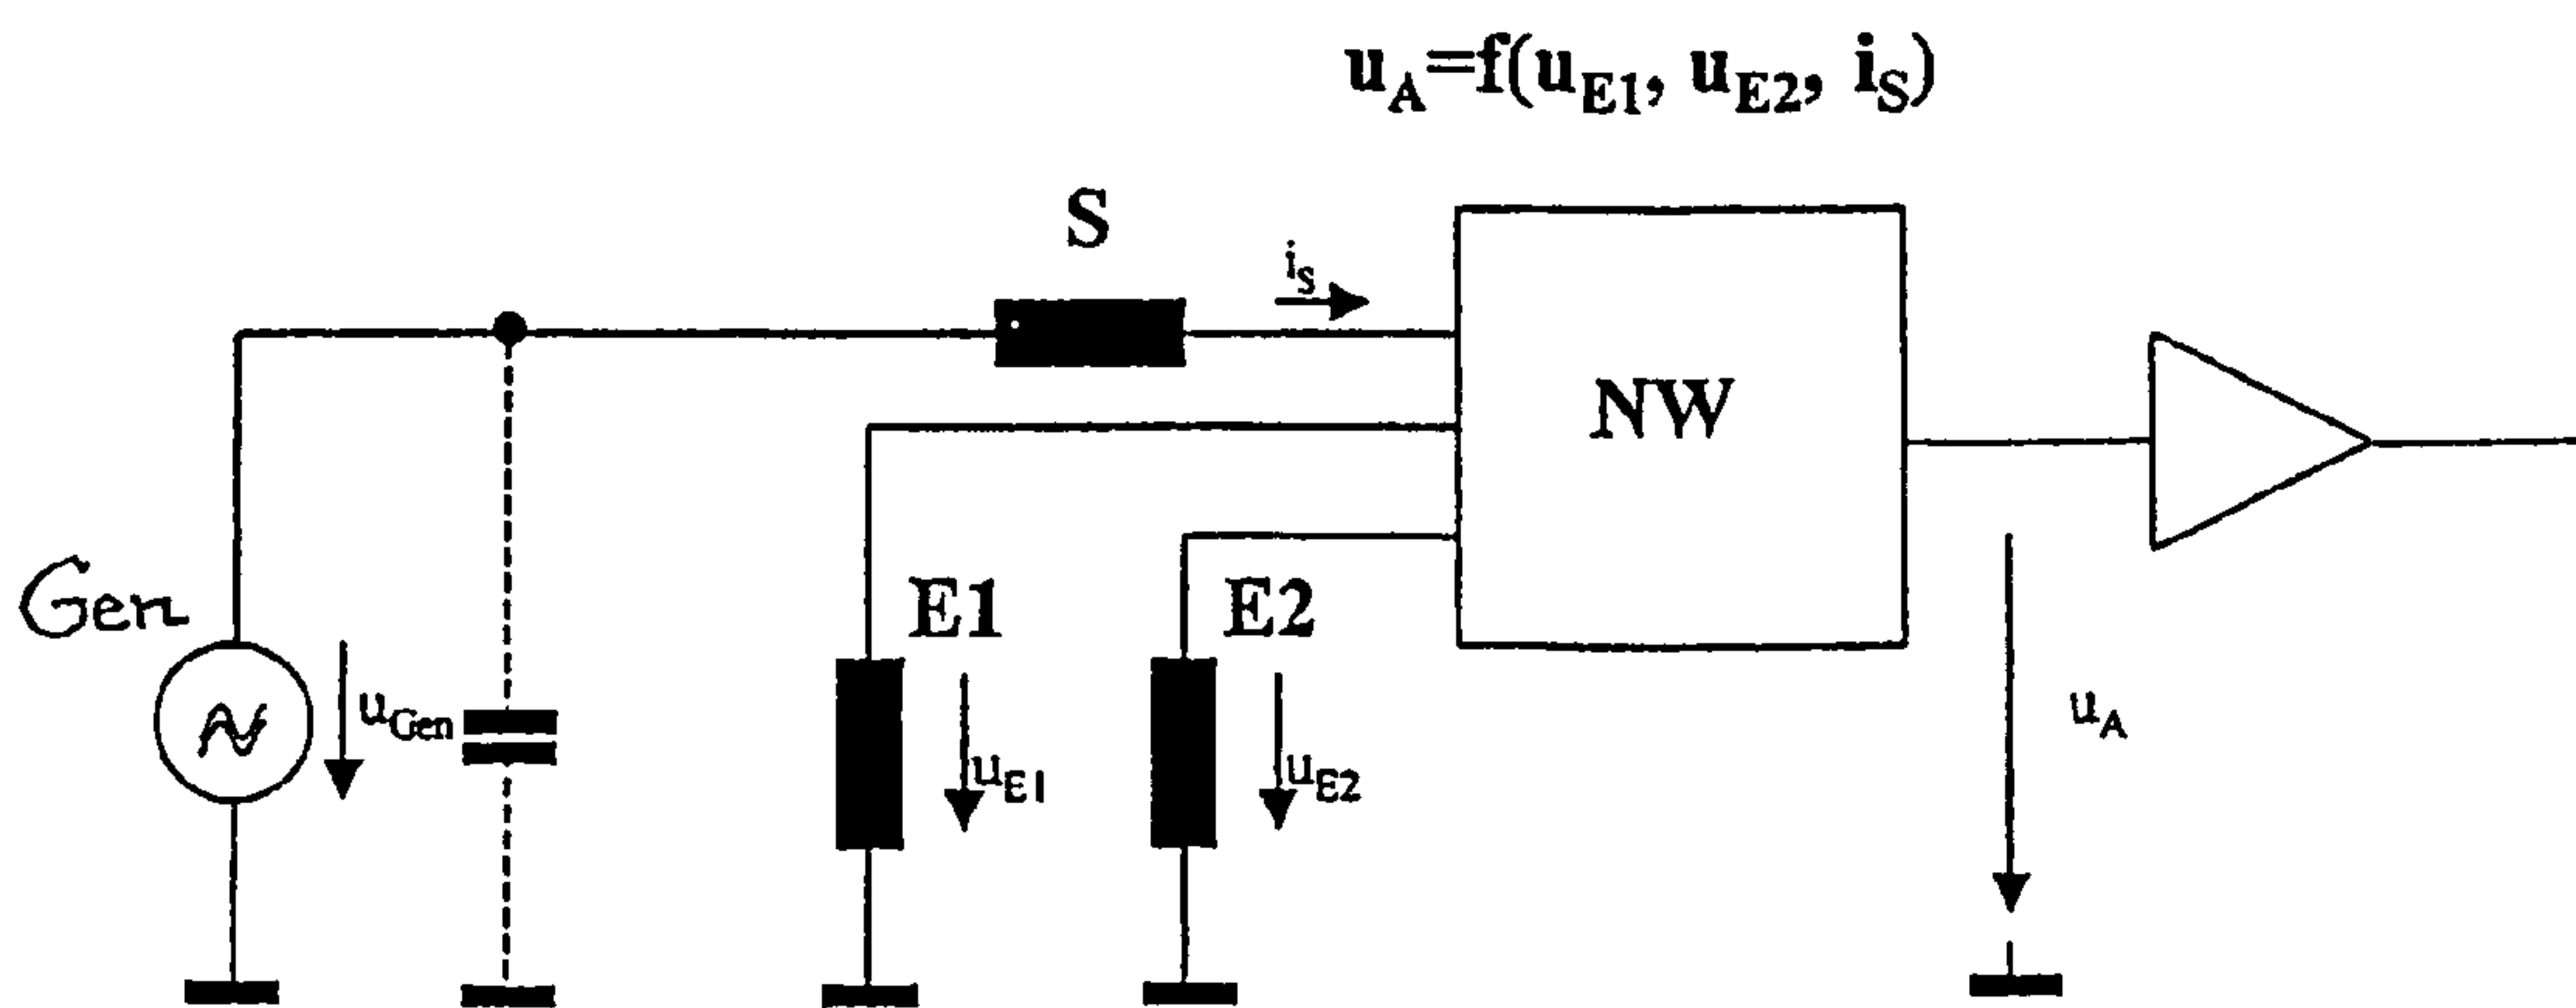 u_A=f(u_E1, u_E2, i_S)
S
i_S
NW
Gen
E1
E2
u_Gen
u_E1
u_E2
u_A